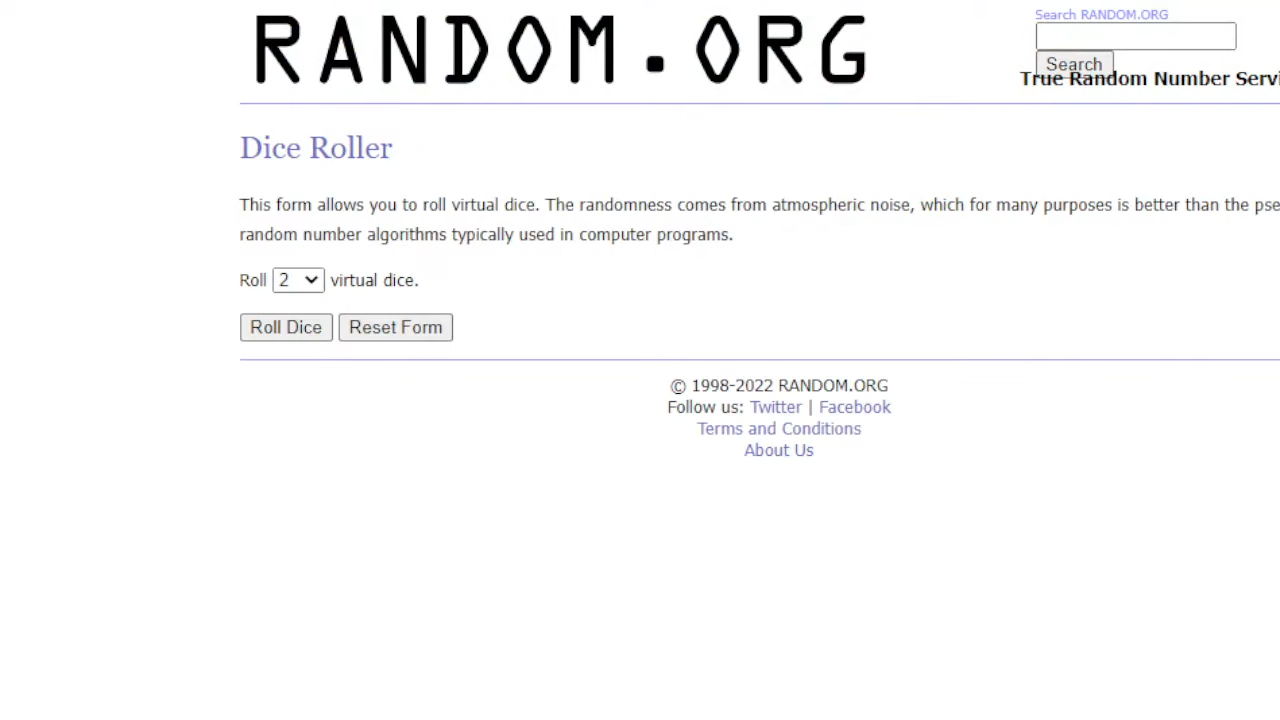 RANDOM.ORG
Search RANDOM.ORG
Search
True Random Number Servi
Dice Roller
This form allows you to roll virtual dice. The randomness comes from atmospheric noise, which for many purposes is better than the pse
random number algorithms typically used in computer programs.
Roll 2 virtual dice.
Roll Dice Reset Form
© 1998-2022 RANDOM.ORG
Follow us: Twitter | Facebook
Terms and Conditions
About Us